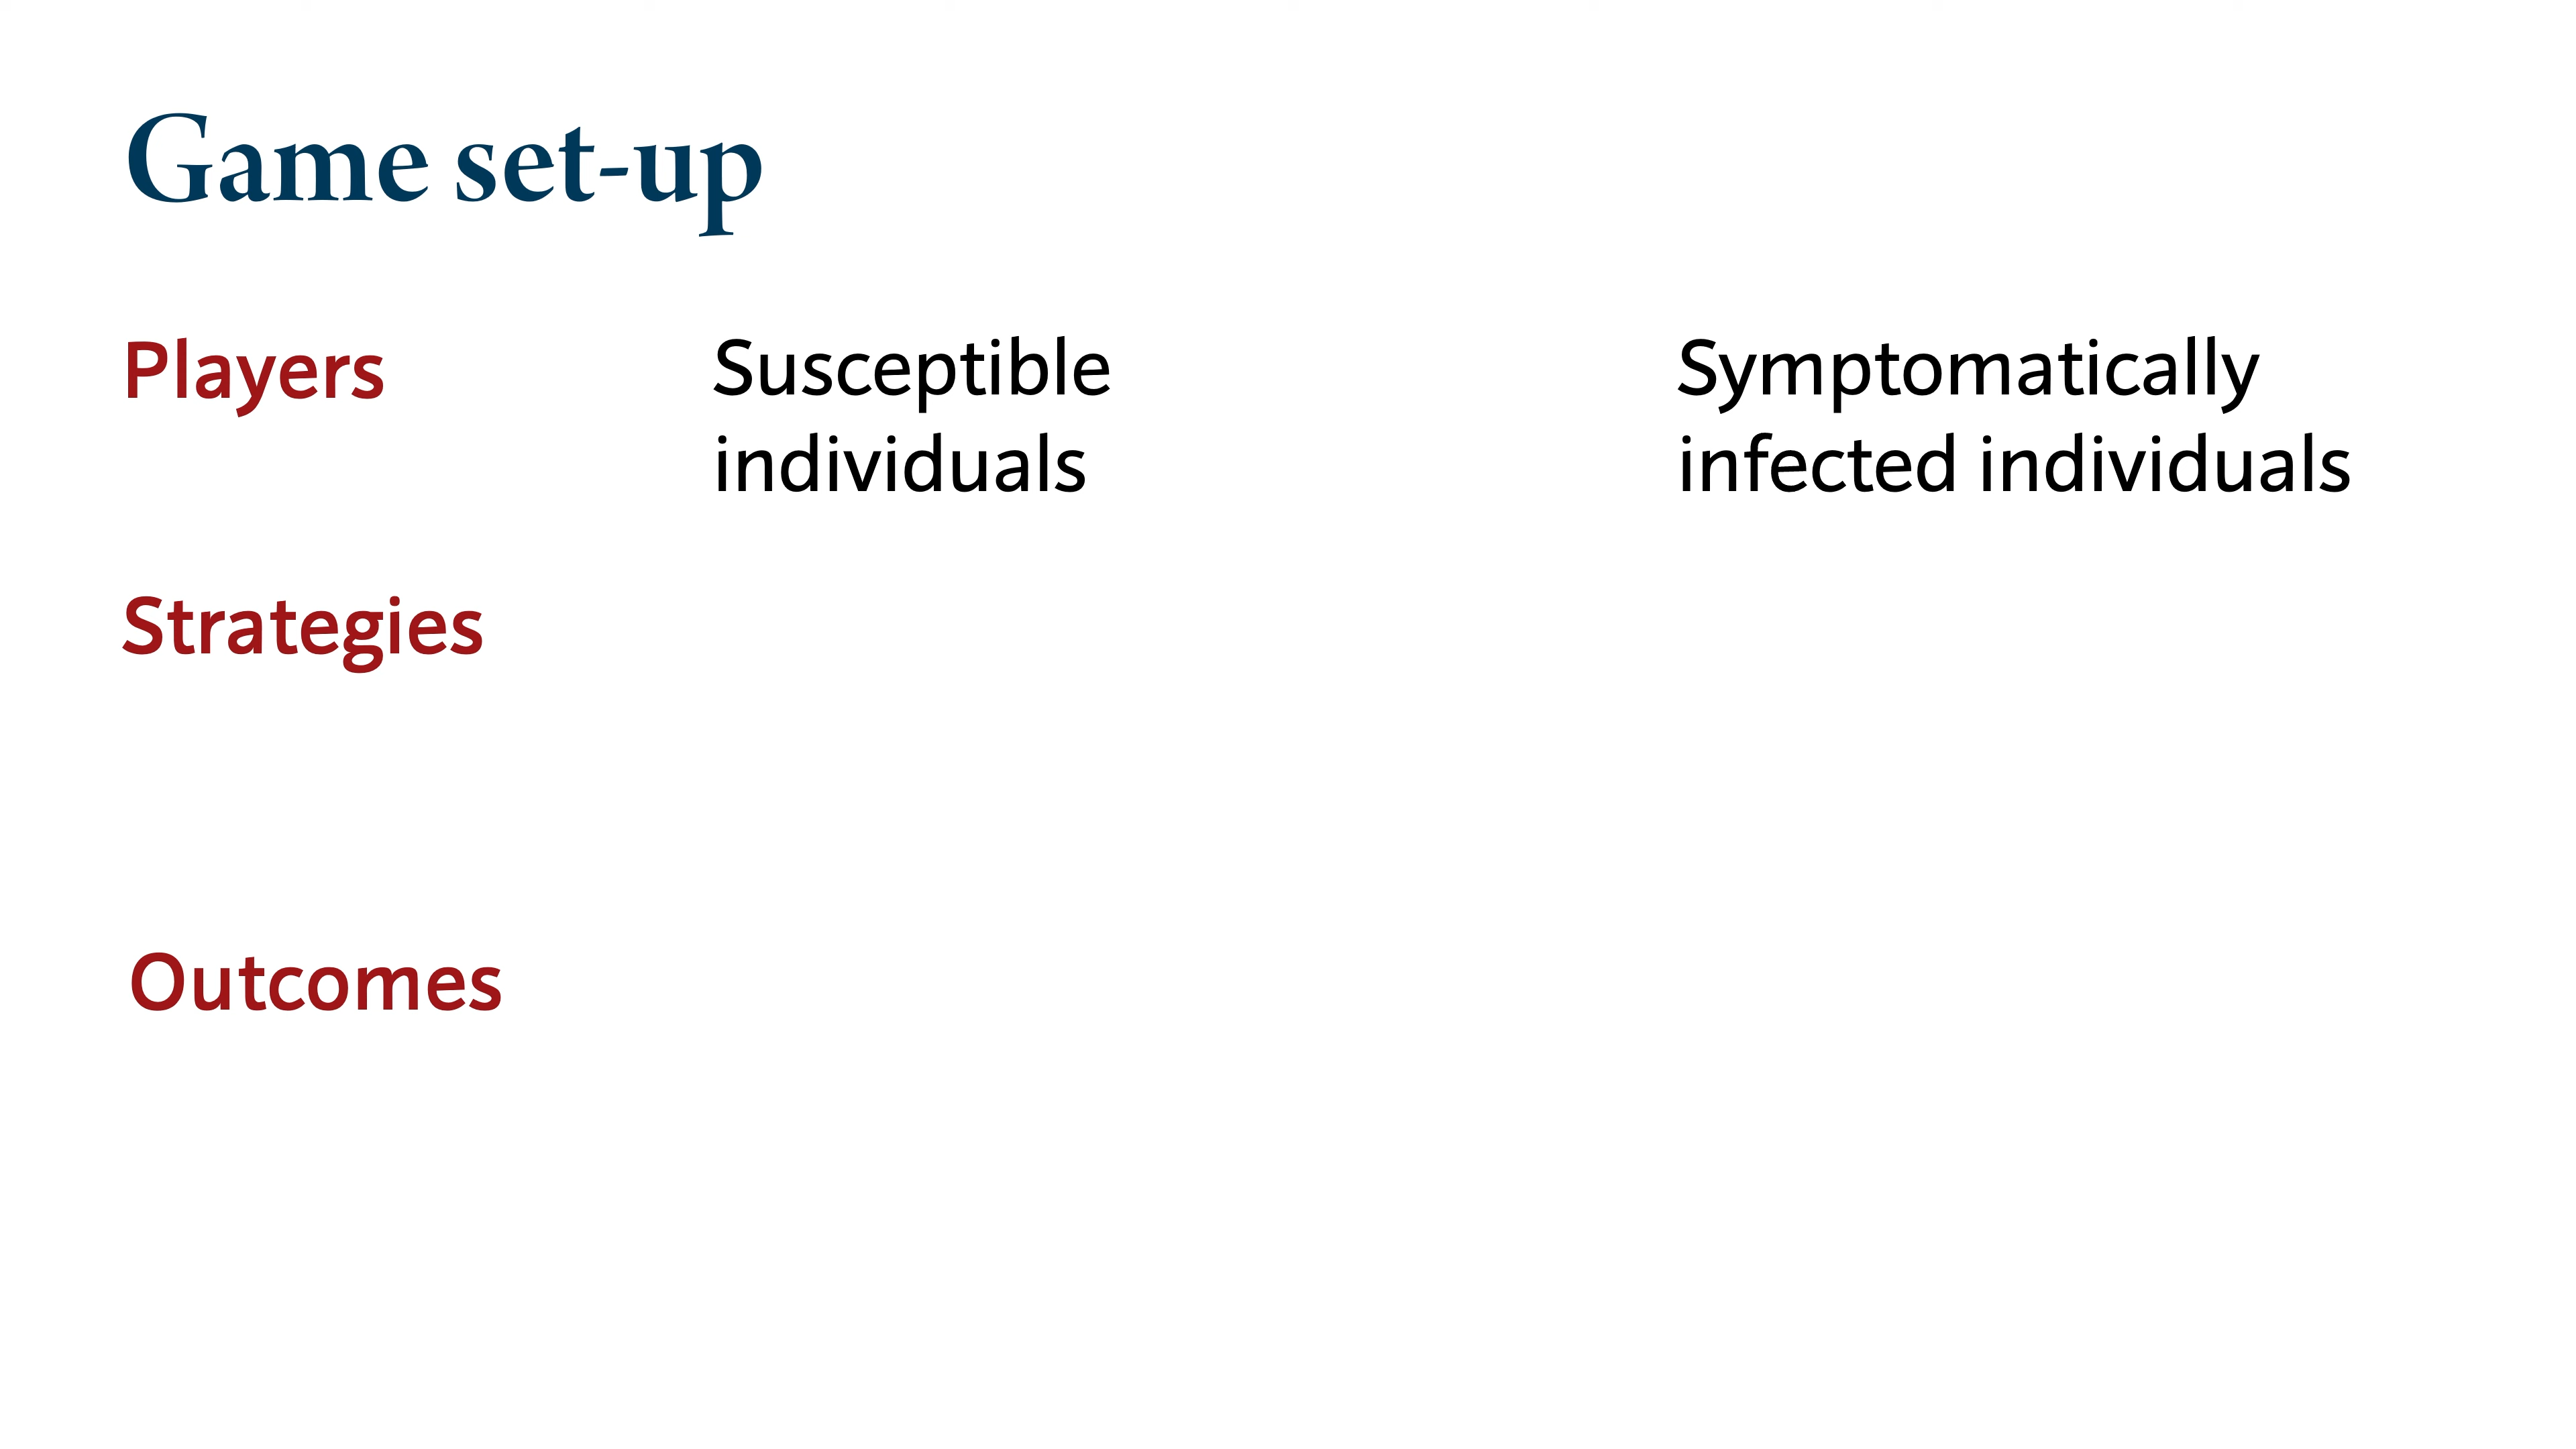 Game set-up
Players
Susceptible
individuals
Symptomatically
infected individuals
Strategies
Outcomes